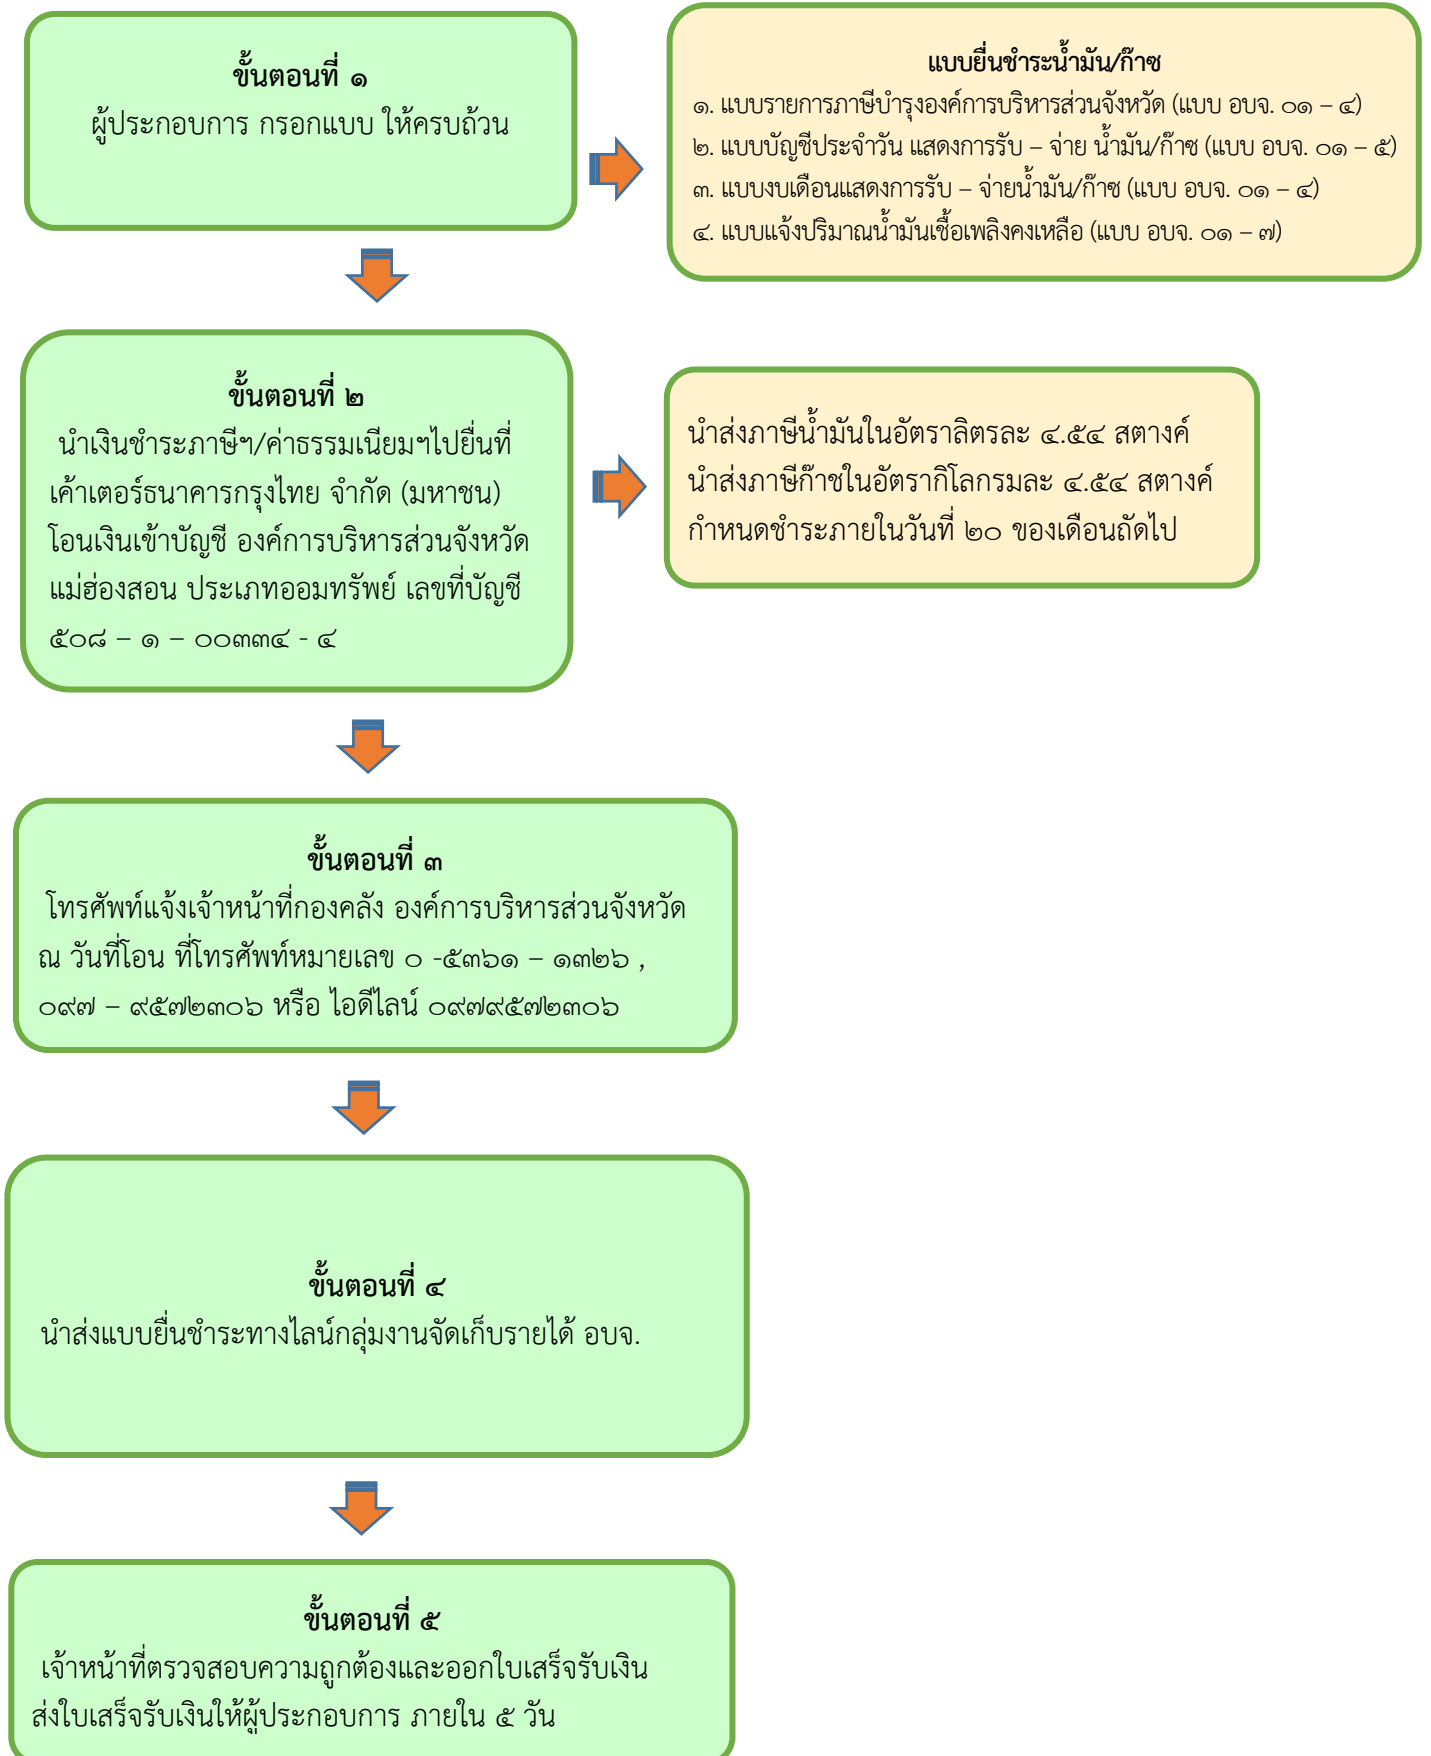 ขั้นตอนที่ ๑
ผู้ประกอบการ กรอกแบบ ให้ครบถ้วน
แบบยื่นชำระน้ำมัน/ก๊าซ
๑. แบบรายการภาษีบำรุงองค์การบริหารส่วนจังหวัด (แบบ อบจ. ๐๑ – ๔)
๒. แบบบัญชีประจำวัน แสดงการรับ – จ่าย น้ำมัน/ก๊าซ (แบบ อบจ. ๐๑ – ๕)
๓. แบบงบเดือนแสดงการรับ – จ่ายน้ำมัน/ก๊าซ (แบบ อบจ. ๐๑ – ๔)
๔. แบบแจ้งปริมาณน้ำมันเชื้อเพลิงคงเหลือ (แบบ อบจ. ๐๑ – ๗)
ขั้นตอนที่ ๒
นำเงินชำระภาษีฯ/ค่าธรรมเนียมฯไปยื่นที่
เค้าเตอร์ธนาคารกรุงไทย จำกัด (มหาชน)
โอนเงินเข้าบัญชี องค์การบริหารส่วนจังหวัด
แม่ฮ่องสอน ประเภทออมทรัพย์ เลขที่บัญชี
๕๐๘ – ๑ – ๐๐๓๓๔ - ๔
นำส่งภาษีน้ำมันในอัตราลิตรละ ๔.๕๔ สตางค์
นำส่งภาษีก๊าซในอัตรากิโลกรมละ ๔.๕๔ สตางค์
กำหนดชำระภายในวันที่ ๒๐ ของเดือนถัดไป
ขั้นตอนที่ ๓
โทรศัพท์แจ้งเจ้าหน้าที่กองคลัง องค์การบริหารส่วนจังหวัด
ณ วันที่โอน ที่โทรศัพท์หมายเลข ๐ -๕๓๖๑ – ๑๓๒๖ ,
๐๙๗ – ๙๕๗๒๓๐๖ หรือ ไอดีไลน์ ๐๙๗๙๕๗๒๓๐๖
ขั้นตอนที่ ๔
นำส่งแบบยื่นชำระทางไลน์กลุ่มงานจัดเก็บรายได้ อบจ.
ขั้นตอนที่ ๕
เจ้าหน้าที่ตรวจสอบความถูกต้องและออกใบเสร็จรับเงิน
ส่งใบเสร็จรับเงินให้ผู้ประกอบการ ภายใน ๕ วัน